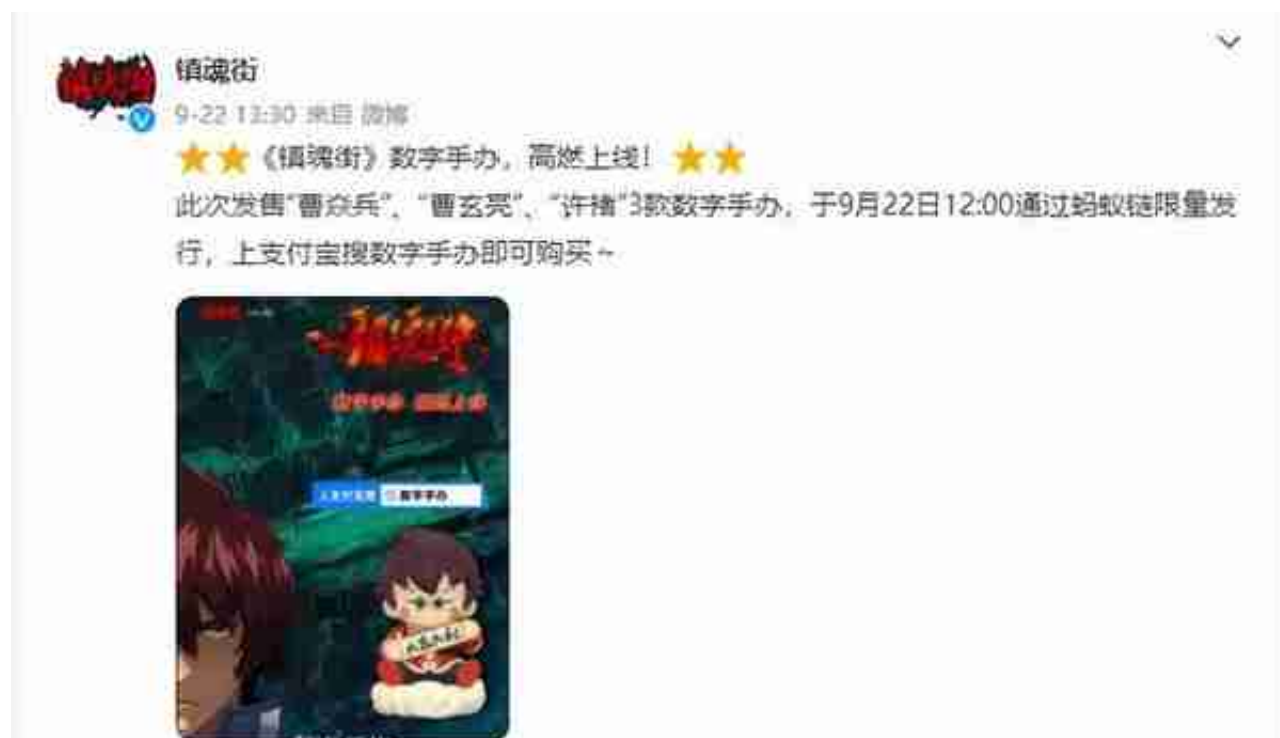 镇魂街
9-22 13:30 来自 微博
★★《镇魂街》数字手办，高燃上线！★★
此次发售“曹焱兵”、“曹玄亮”、“许褚”3款数字手办，于9月22日12:00通过蚂蚁链限量发
行，上支付宝搜数字手办即可购买~
数字手办